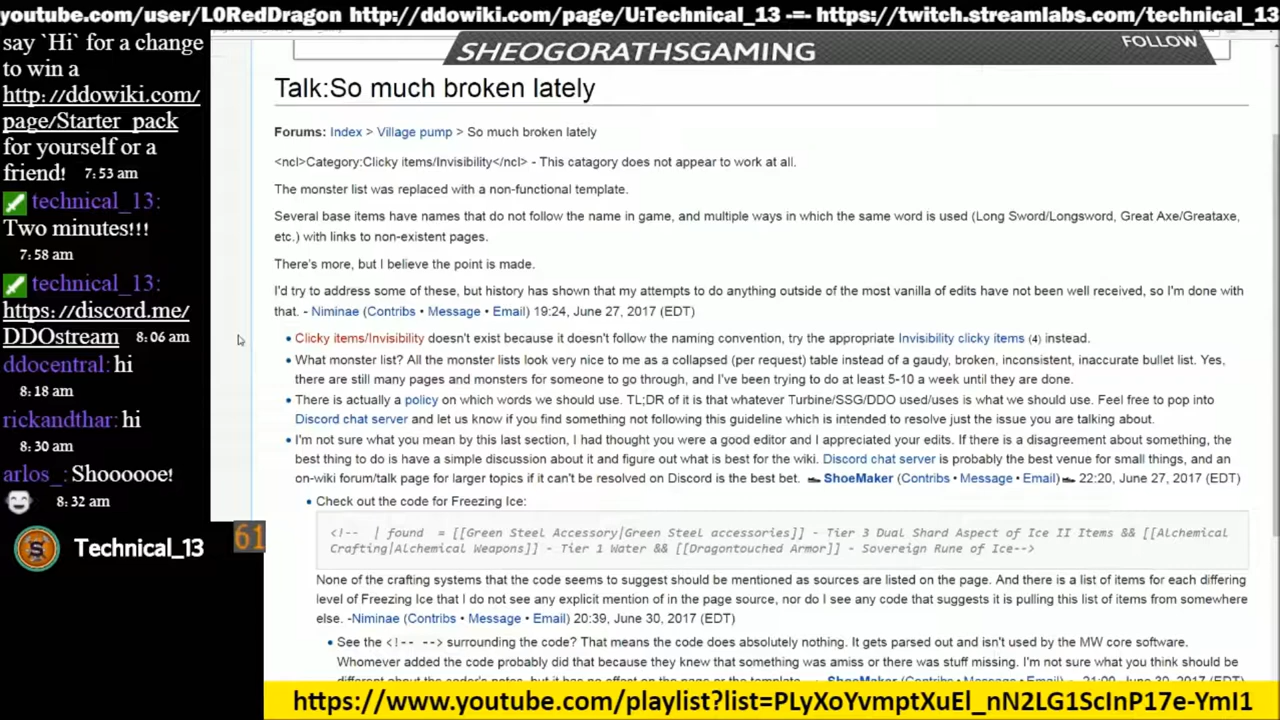 youtube.com/user/L0RedDragon http://ddowiki.com/page/U:Technical_13 -=- https://twitch.streamlabs.com/technical_13
say `Hi` for a change
to win a
http://ddowiki.com/
page/Starter_pack
for yourself or a
friend! 7:53 am
technical_13:
Two minutes!!!
7:58 am
technical_13:
https://discord.me/
DDOstream 8:06 am
ddocentral: hi
8:18 am
rickandthar: hi
8:30 am
arlos_: Shoooooe!
8:32 am
Technical_13
61
SHEOGORATHSGAMING
FOLLOW
Talk:So much broken lately
Forums: Index > Village pump > So much broken lately
<ncl>Category:Clicky items/Invisibility</ncl> - This catagory does not appear to work at all.
The monster list was replaced with a non-functional template.
Several base items have names that do not follow the name in game, and multiple ways in which the same word is used (Long Sword/Longsword, Great Axe/Greataxe,
etc.) with links to non-existent pages.
There's more, but I believe the point is made.
I'd try to address some of these, but history has shown that my attempts to do anything outside of the most vanilla of edits have not been well received, so I'm done with
that. - Niminae (Contribs • Message • Email) 19:24, June 27, 2017 (EDT)
• Clicky items/Invisibility doesn't exist because it doesn't follow the naming convention, try the appropriate Invisibility clicky items (4) instead.
• What monster list? All the monster lists look very nice to me as a collapsed (per request) table instead of a gaudy, broken, inconsistent, inaccurate bullet list. Yes,
there are still many pages and monsters for someone to go through, and I've been trying to do at least 5-10 a week until they are done.
• There is actually a policy on which words we should use. TL;DR of it is that whatever Turbine/SSG/DDO used/uses is what we should use. Feel free to pop into
Discord chat server and let us know if you find something not following this guideline which is intended to resolve just the issue you are talking about.
• I'm not sure what you mean by this last section, I had thought you were a good editor and I appreciated your edits. If there is a disagreement about something, the
best thing to do is have a simple discussion about it and figure out what is best for the wiki. Discord chat server is probably the best venue for small things, and an
on-wiki forum/talk page for larger topics if it can't be resolved on Discord is the best bet. ShoeMaker (Contribs • Message • Email) 22:20, June 27, 2017 (EDT)
• Check out the code for Freezing Ice:
<!-- | found = [[Green Steel Accessory|Green Steel accessories]] - Tier 3 Dual Shard Aspect of Ice II Items && [[Alchemical
Crafting|Alchemical Weapons]] - Tier 1 Water && [[Dragontouched Armor]] - Sovereign Rune of Ice-->
None of the crafting systems that the code seems to suggest should be mentioned as sources are listed on the page. And there is a list of items for each differing
level of Freezing Ice that I do not see any explicit mention of in the page source, nor do I see any code that suggests it is pulling this list of items from somewhere
else. -Niminae (Contribs • Message • Email) 20:39, June 30, 2017 (EDT)
• See the <!-- --> surrounding the code? That means the code does absolutely nothing. It gets parsed out and isn't used by the MW core software.
Whomever added the code probably did that because they knew that something was amiss or there was stuff missing. I'm not sure what you think should be
https://www.youtube.com/playlist?list=PLyXoYvmptXuEl_nN2LG1ScInP17e-YmI1